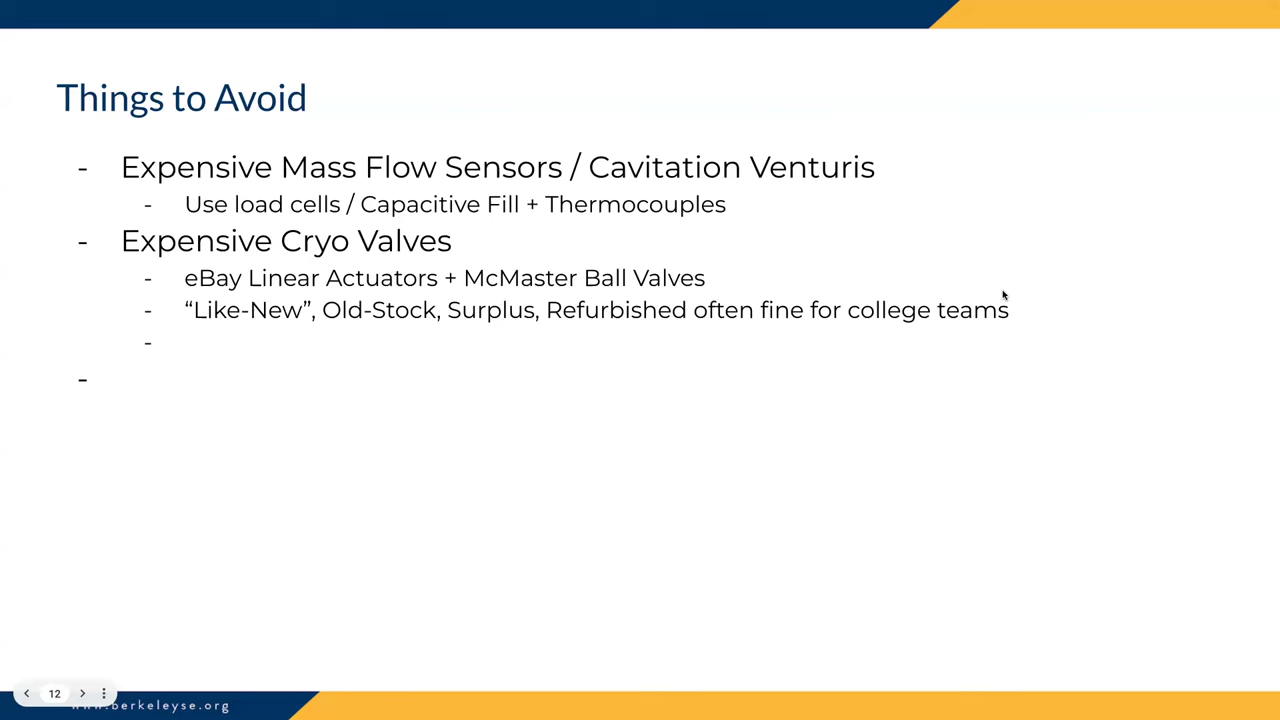 Things to Avoid
- Expensive Mass Flow Sensors / Cavitation Venturis
- Use load cells / Capacitive Fill + Thermocouples
- Expensive Cryo Valves
- eBay Linear Actuators + McMaster Ball Valves
- “Like-New”, Old-Stock, Surplus, Refurbished often fine for college teams
-
-
12
www.berkeleyse.org